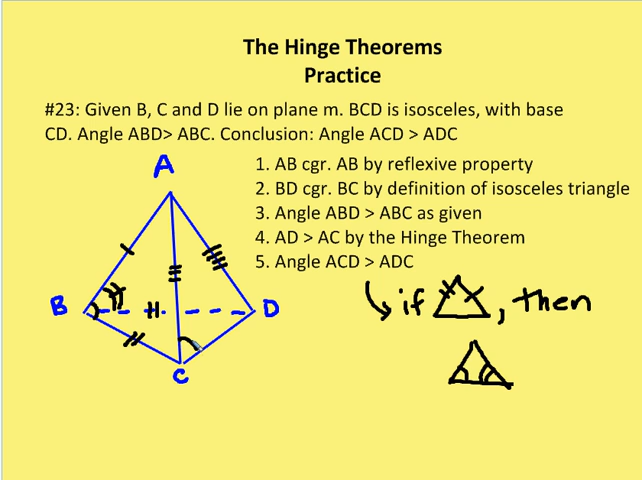 The Hinge Theorems
Practice
#23: Given B, C and D lie on plane m. BCD is isosceles, with base
CD. Angle ABD> ABC. Conclusion: Angle ACD > ADC
A
1. AB cgr. AB by reflexive property
2. BD cgr. BC by definition of isosceles triangle
3. Angle ABD > ABC as given
4. AD > AC by the Hinge Theorem
5. Angle ACD > ADC
B
D
if , then
C